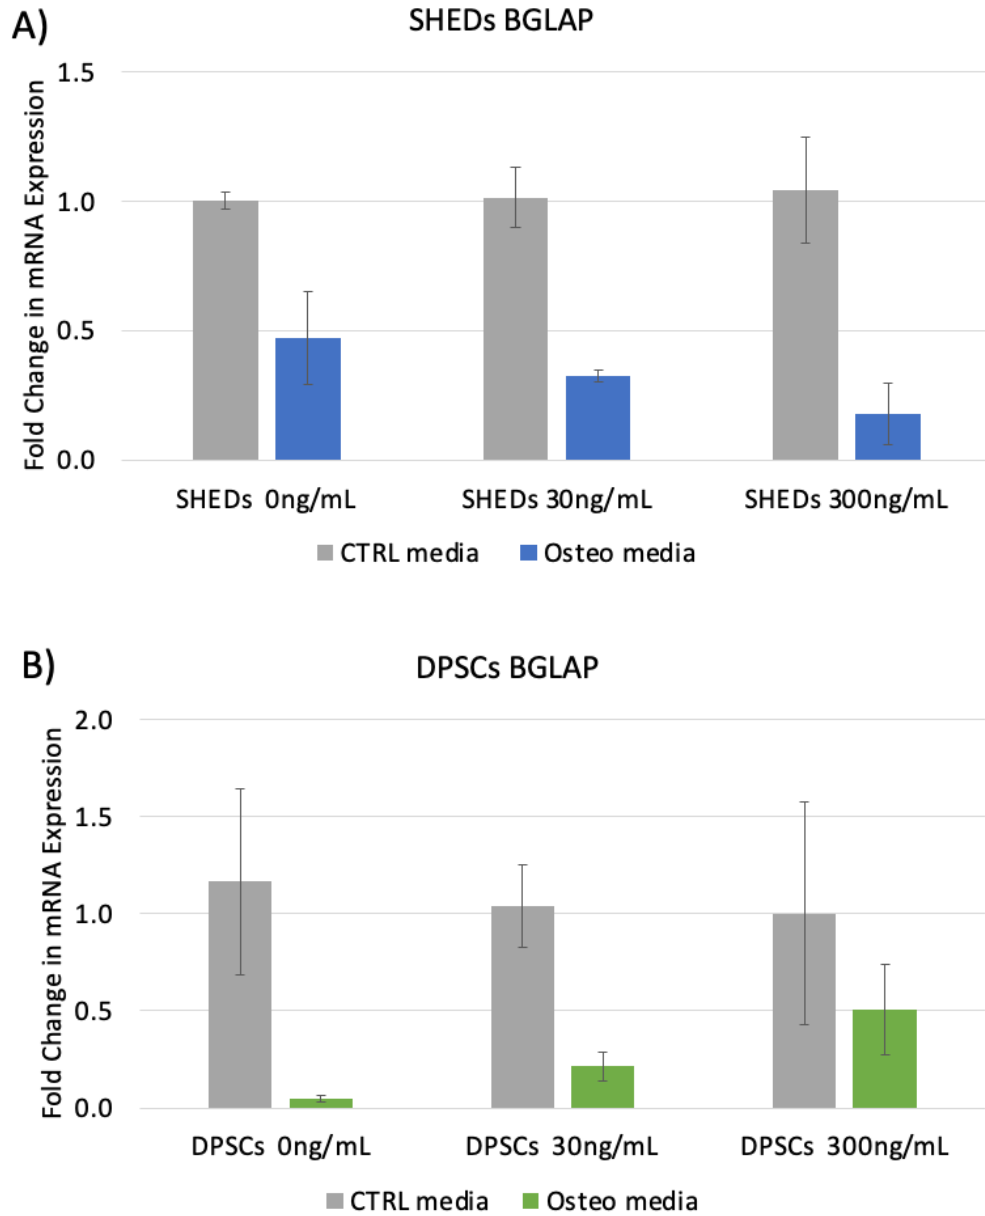 A)
SHEDs BGLAP
Fold Change in mRNA Expression
1.5
1.0
0.5
0.0
SHEDs 0ng/mL SHEDs 30ng/mL SHEDs 300ng/mL
CTRL media Osteo media
B)
DPSCs BGLAP
Fold Change in mRNA Expression
2.0
1.5
1.0
0.5
0.0
DPSCs 0ng/mL DPSCs 30ng/mL DPSCs 300ng/mL
CTRL media Osteo media